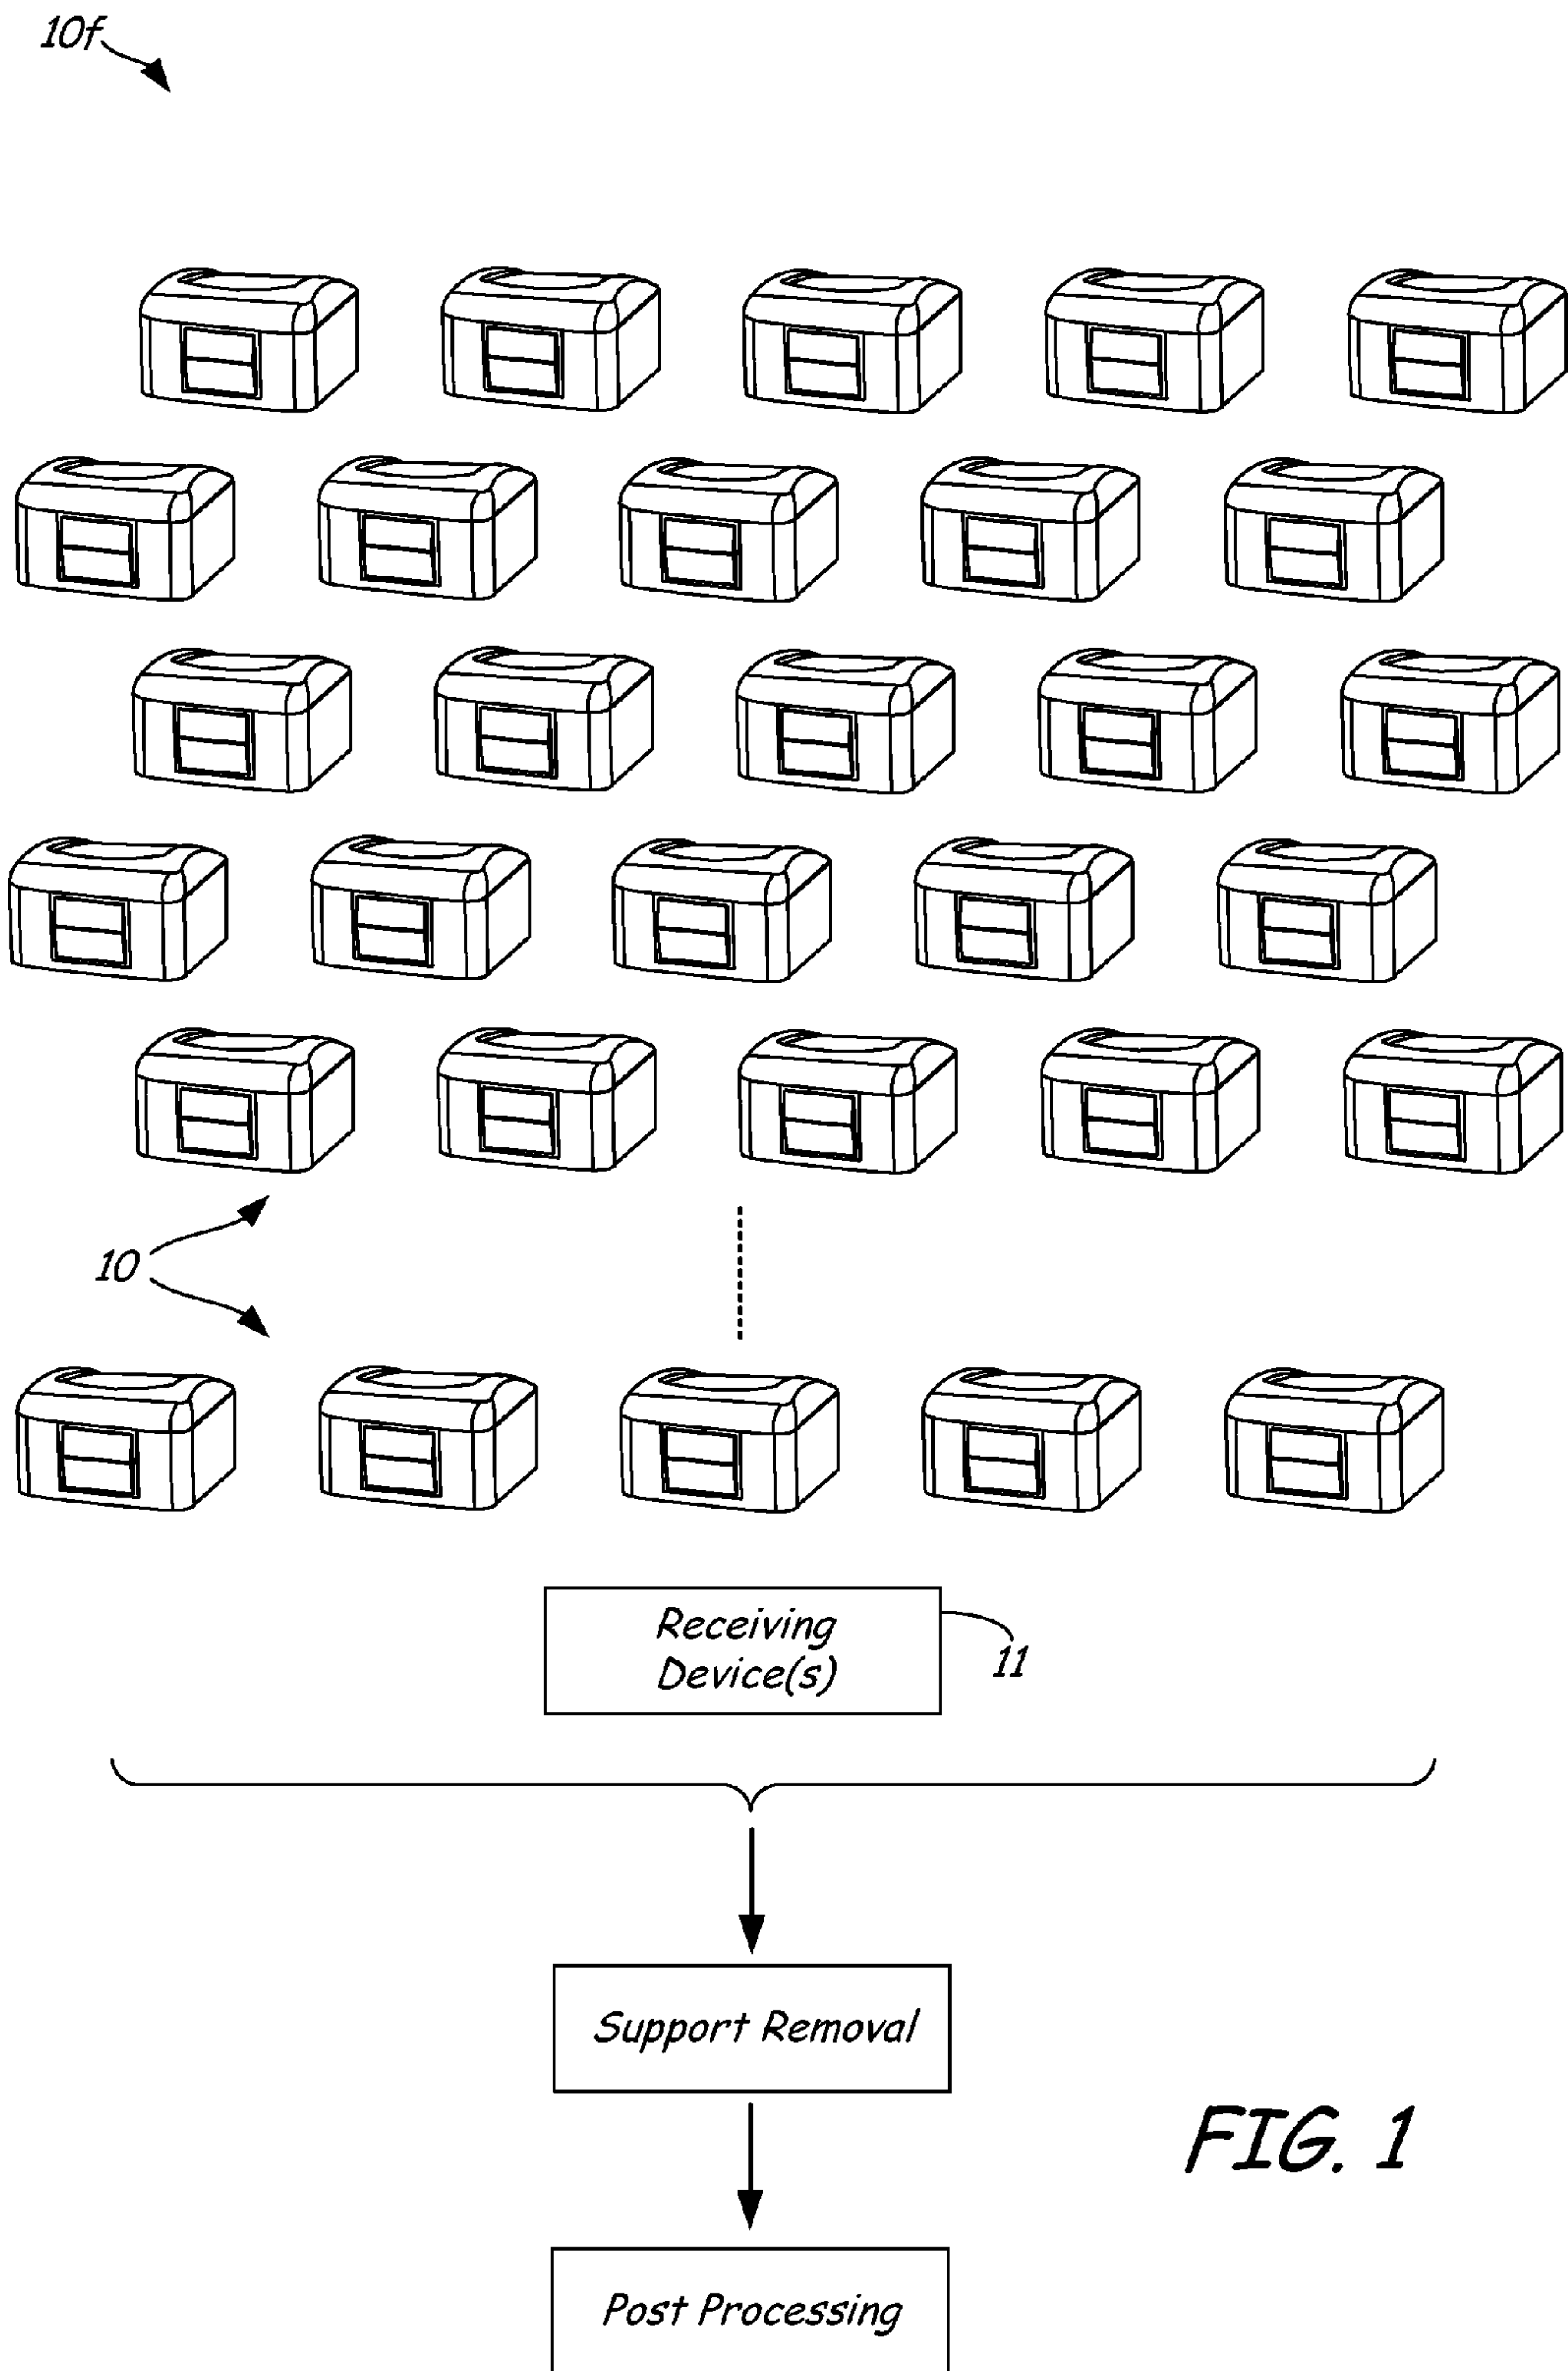 10f
10
Receiving
Device(s)
11
Support Removal
FIG. 1
Post Processing